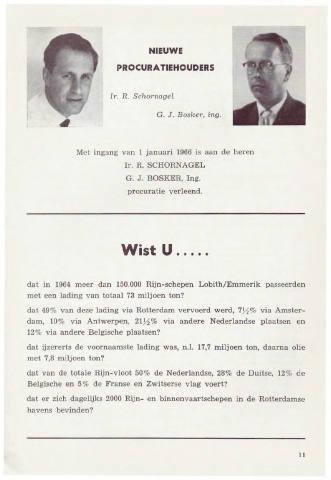 NIEUWE
PROCURATIEHOUDERS
Ir. R. Schornagel
G. J. Bosker, ing.
Met ingang van 1 januari 1966 is aan de heren
Ir. R. SCHORNAGEL
G. J. BOSKER, Ing.
procuratie verleend.
Wist U.....
dat in 1964 meer dan 150.000 Rijn-schepen Lobith/Emmerik passeerden
met een lading van totaal 73 miljoen ton?
dat 49% van deze lading via Rotterdam vervoerd werd, 7½% via Amster-
dam, 10% via Antwerpen, 21½% via andere Nederlandse plaatsen en
12% via andere Belgische plaatsen?
dat ijzererts de voornaamste lading was, n.l. 17,7 miljoen ton, daarna olie
met 7,8 miljoen ton?
dat van de totale Rijn-vloot 50% de Nederlandse, 28% de Duitse, 12% de
Belgische en 5% de Franse en Zwitserse vlag voert?
dat er zich dagelijks 2000 Rijn- en binnenvaartschepen in de Rotterdamse
havens bevinden?
11